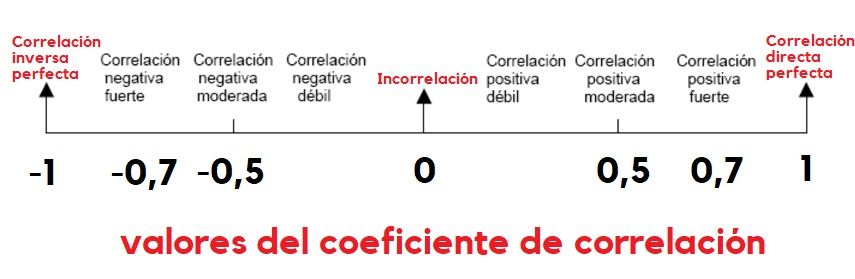 Correlación
inversa
perfecta
Correlación
negativa
fuerte
Correlación
negativa
moderada
Correlación
negativa
débil
Incorrelación
Correlación
positiva
débil
Correlación
positiva
moderada
Correlación
positiva
fuerte
Correlación
directa
perfecta
-1
-0,7
-0,5
0
0,5
0,7
1
valores del coeficiente de correlación